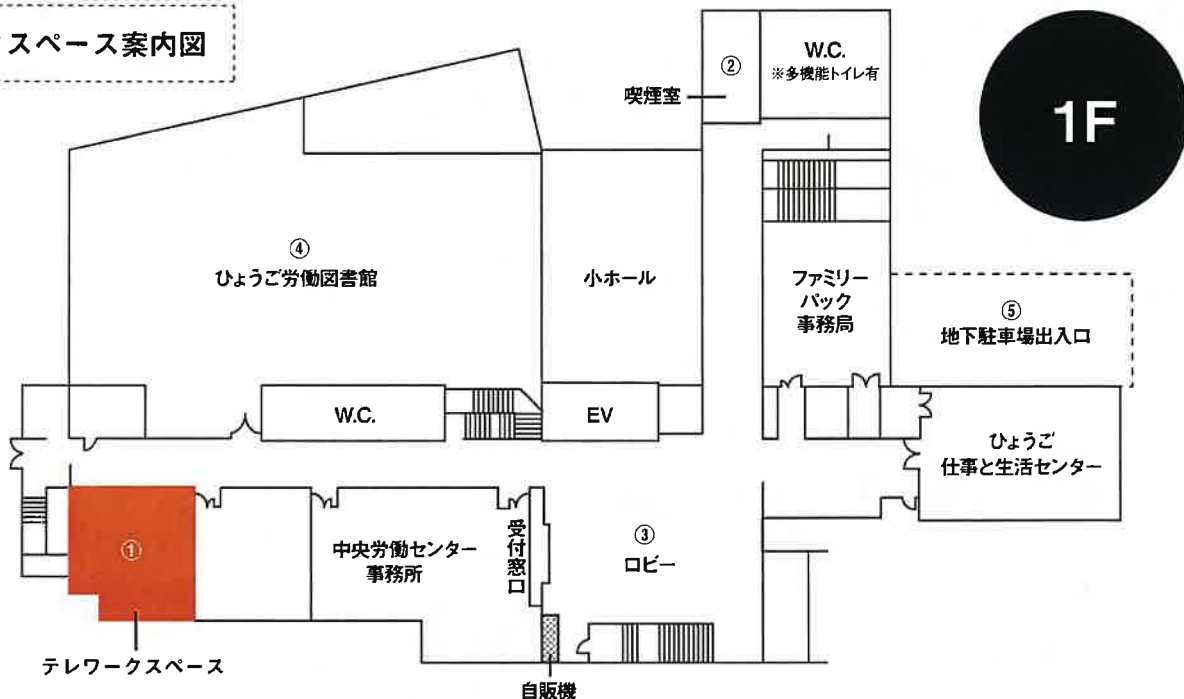 スペース案内図
1F
②
喫煙室
W.C.
※多機能トイレ有
④
ひょうご労働図書館
小ホール
ファミリー
パック
事務局
⑤
地下駐車場出入口
W.C.
EV
ひょうご
仕事と生活センター
①
テレワークスペース
中央労働センター
事務所
受付窓口
③
ロビー
自販機